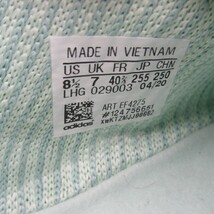 MADE IN VIETNAM
US UK FR JP CHN
8½ 7 40⅔ 255 250
LHG 029003 04/20
ART EF4275
adidas